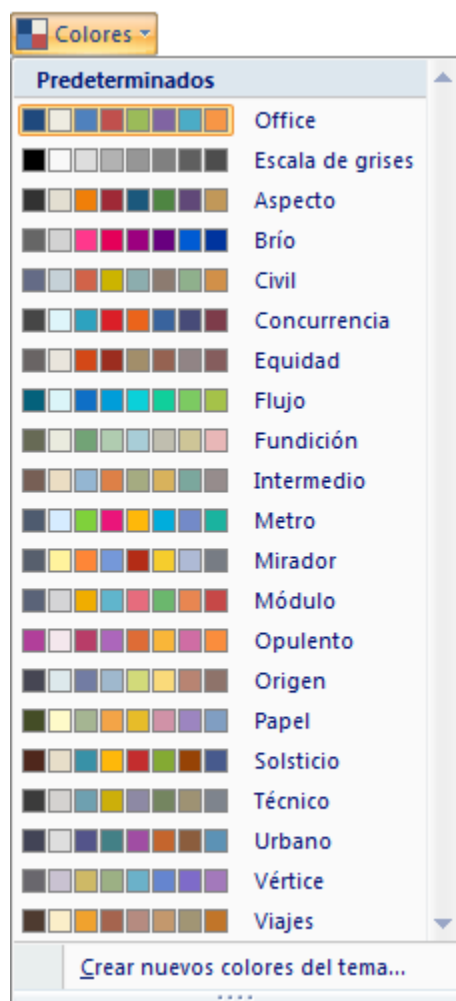 Colores
Predeterminados
Office
Escala de grises
Aspecto
Brío
Civil
Concurrencia
Equidad
Flujo
Fundición
Intermedio
Metro
Mirador
Módulo
Opulento
Origen
Papel
Solsticio
Técnico
Urbano
Vértice
Viajes
Crear nuevos colores del tema...